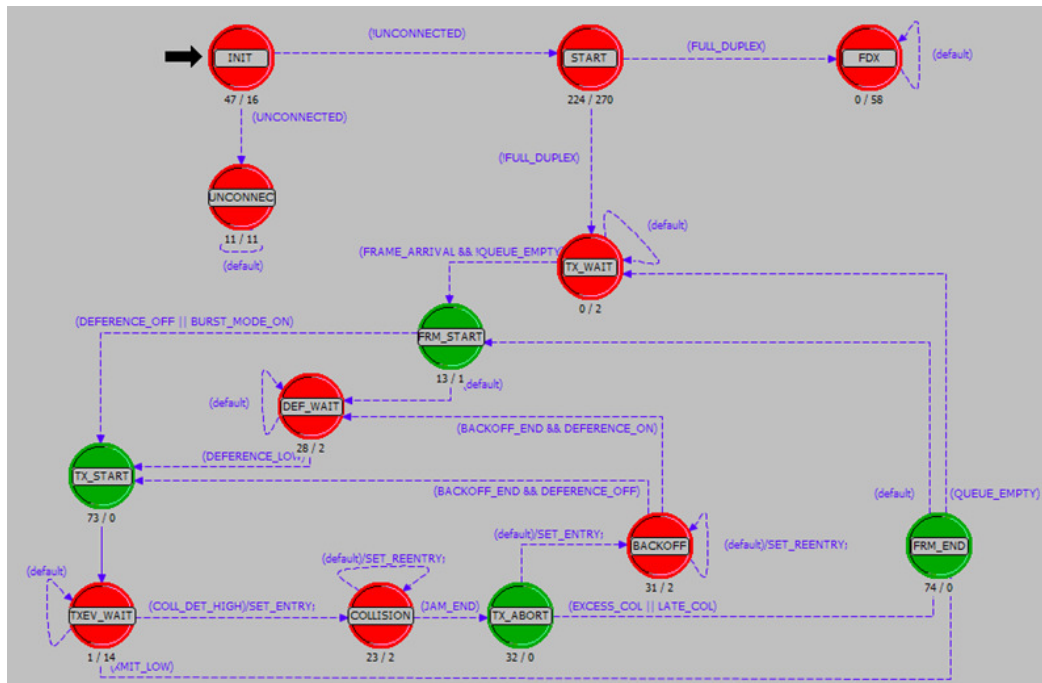 (!UNCONNECTED)
(FULL_DUPLEX)
INIT
START
FDX
(default)
47 / 16
224 / 270
0 / 58
(UNCONNECTED)
(!FULL_DUPLEX)
UNCONNEC
11 / 11
(default)
(default)
(FRAME_ARRIVAL && !QUEUE_EMPTY
TX_WAIT
0 / 2
(DEFERENCE_OFF || BURST_MODE_ON)
FRM_START
13 / 1
(default)
(default)
DEF_WAIT
(BACKOFF_END && DEFERENCE_ON)
28 / 2
(DEFERENCE_LOW)
TX_START
(BACKOFF_END && DEFERENCE_OFF)
(default)
(QUEUE_EMPTY)
73 / 0
(default)/SET_ENTRY;
BACKOFF
(default)/SET_REENTRY;
FRM_END
(default)/SET_REENTRY;
(default)
31 / 2
74 / 0
TXEV_WAIT
(COLL_DET_HIGH)/SET_ENTRY;
COLLISION
(JAM_END)
TX_ABORT
(EXCESS_COL || LATE_COL)
1 / 14
23 / 2
32 / 0
(XMIT_LOW)